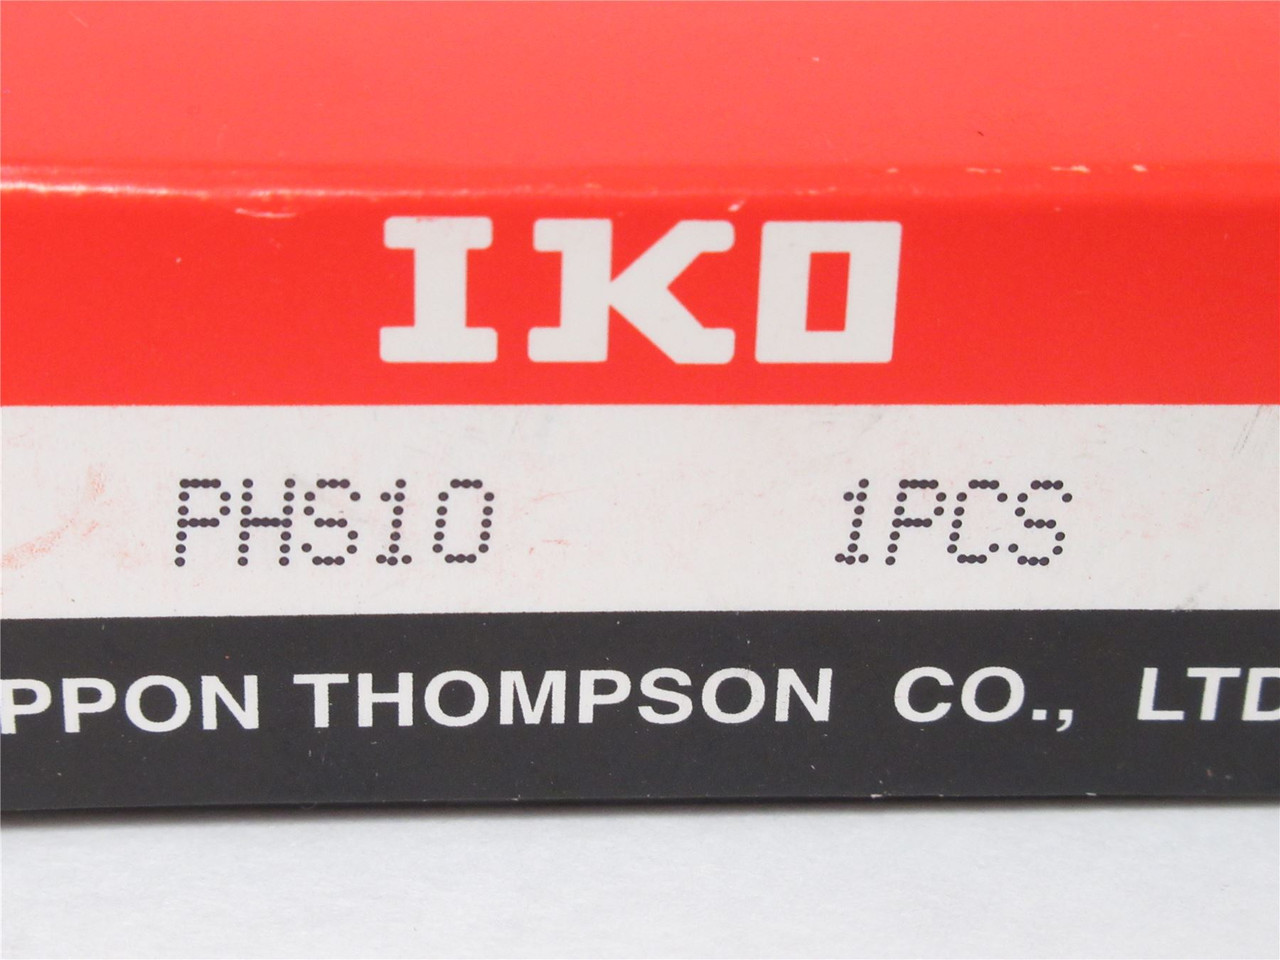 IKO
PHS10 1PCS
PPON THOMPSON CO., LTD